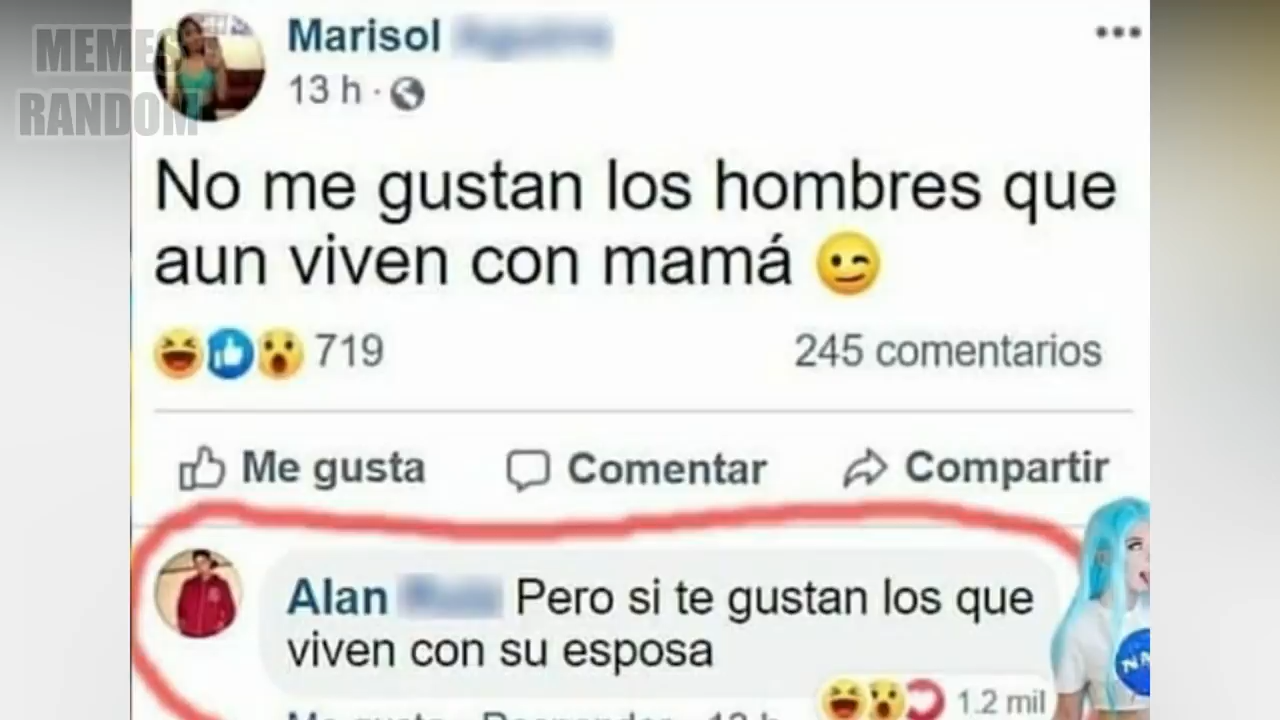 MEMES
RANDOM
Marisol
13 h ·
No me gustan los hombres que
aun viven con mamá 😉
719 245 comentarios
Me gusta Comentar Compartir
Alan Pero si te gustan los que
viven con su esposa
1.2 mil
NA